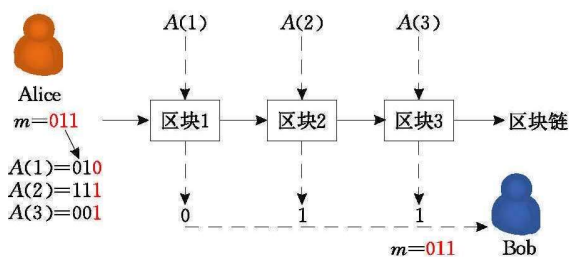 A(1) A(2) A(3)
Alice
m=011
区块1 区块2 区块3 区块链
A(1)=010
A(2)=111
A(3)=001
0 1 1
m=011
Bob